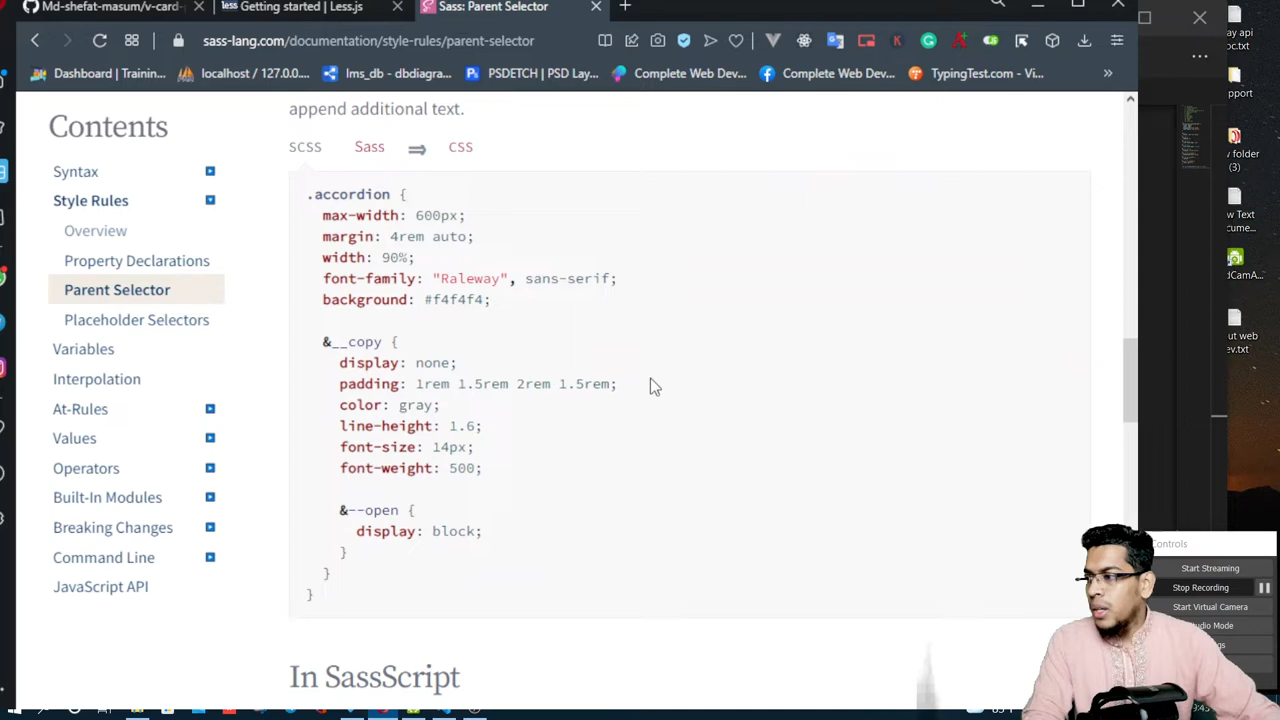 Md-shefat-masum/v-card-
Getting started | Less.js
Sass: Parent Selector
sass-lang.com/documentation/style-rules/parent-selector
Dashboard | Trainin...
localhost / 127.0.0....
lms_db - dbdiagra...
PSDETCH | PSD Lay...
Complete Web Dev...
Complete Web Dev...
TypingTest.com - Vi...
Contents
Syntax
Style Rules
Overview
Property Declarations
Parent Selector
Placeholder Selectors
Variables
Interpolation
At-Rules
Values
Operators
Built-In Modules
Breaking Changes
Command Line
JavaScript API
append additional text.
SCSS Sass ⇒ CSS
.accordion {
max-width: 600px;
margin: 4rem auto;
width: 90%;
font-family: "Raleway", sans-serif;
background: #f4f4f4;
&__copy {
display: none;
padding: 1rem 1.5rem 2rem 1.5rem;
color: gray;
line-height: 1.6;
font-size: 14px;
font-weight: 500;
&--open {
display: block;
}
}
}
In SassScript
Controls
Start Streaming
Stop Recording
Start Virtual Camera
Mode